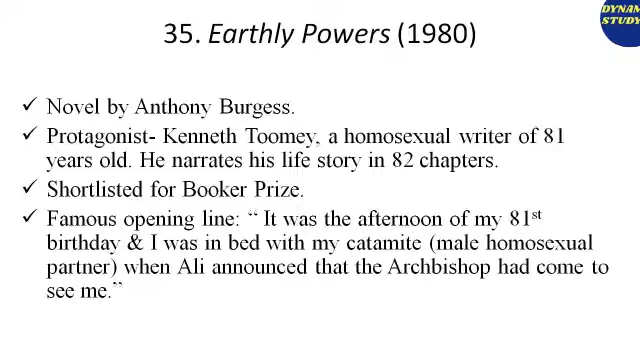 DYNAM
STUDY
35. Earthly Powers (1980)
✓ Novel by Anthony Burgess.
✓ Protagonist- Kenneth Toomey, a homosexual writer of 81
years old. He narrates his life story in 82 chapters.
✓ Shortlisted for Booker Prize.
✓ Famous opening line: “ It was the afternoon of my 81st
birthday & I was in bed with my catamite (male homosexual
partner) when Ali announced that the Archbishop had come to
see me.”